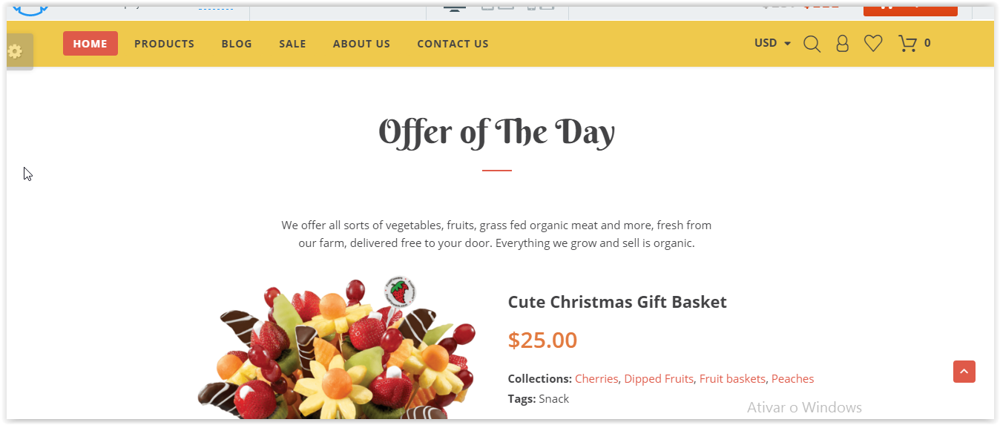 HOME PRODUCTS BLOG SALE ABOUT US CONTACT US USD 0
Offer of The Day
We offer all sorts of vegetables, fruits, grass fed organic meat and more, fresh from
our farm, delivered free to your door. Everything we grow and sell is organic.
Cute Christmas Gift Basket
$25.00
Collections: Cherries, Dipped Fruits, Fruit baskets, Peaches
Tags: Snack
Ativar o Windows